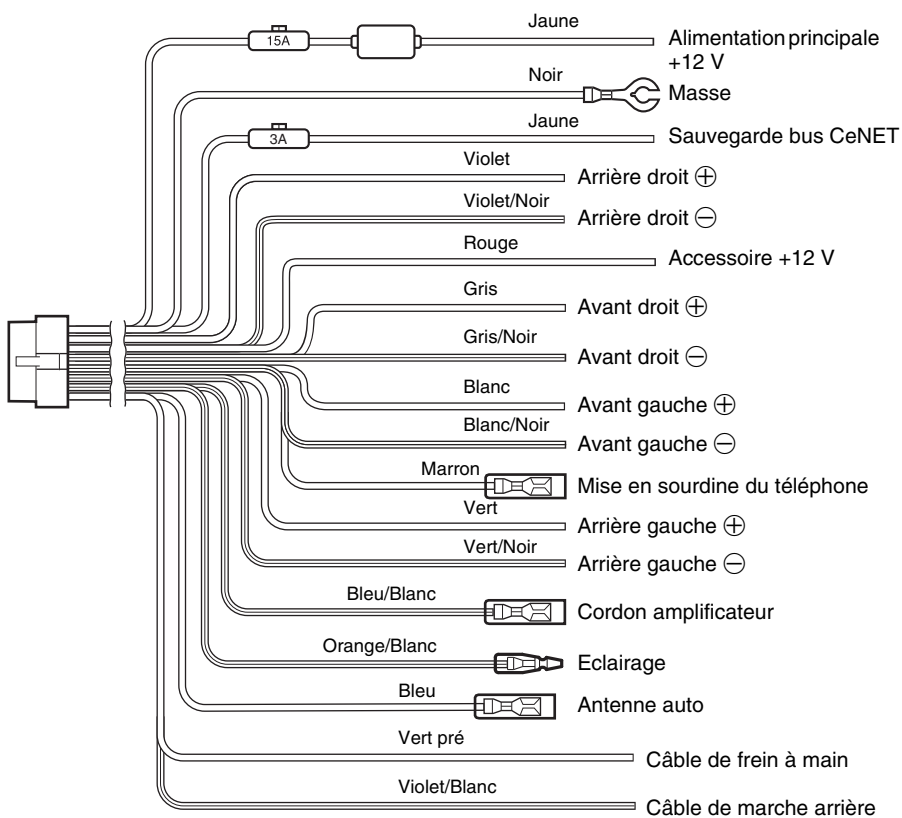 Jaune
15A
Alimentation principale
+12 V
Noir
Masse
Jaune
3A
Sauvegarde bus CeNET
Violet
Arrière droit ⊕
Violet/Noir
Arrière droit ⊖
Rouge
Accessoire +12 V
Gris
Avant droit ⊕
Gris/Noir
Avant droit ⊖
Blanc
Avant gauche ⊕
Blanc/Noir
Avant gauche ⊖
Marron
Mise en sourdine du téléphone
Vert
Arrière gauche ⊕
Vert/Noir
Arrière gauche ⊖
Bleu/Blanc
Cordon amplificateur
Orange/Blanc
Eclairage
Bleu
Antenne auto
Vert pré
Câble de frein à main
Violet/Blanc
Câble de marche arrière